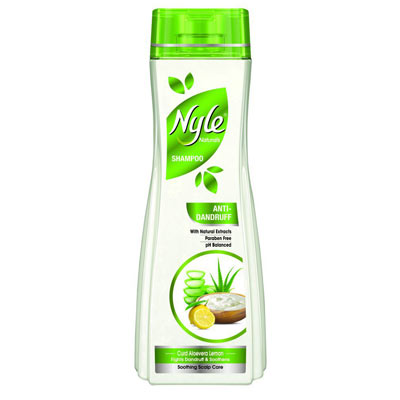 Nyle
Naturals
SHAMPOO
ANTI-
DANDRUFF
With Natural Extracts
Paraben Free
pH Balanced
Curd Aloevera Lemon
Fights Dandruff & Soothens
Soothing Scalp Care